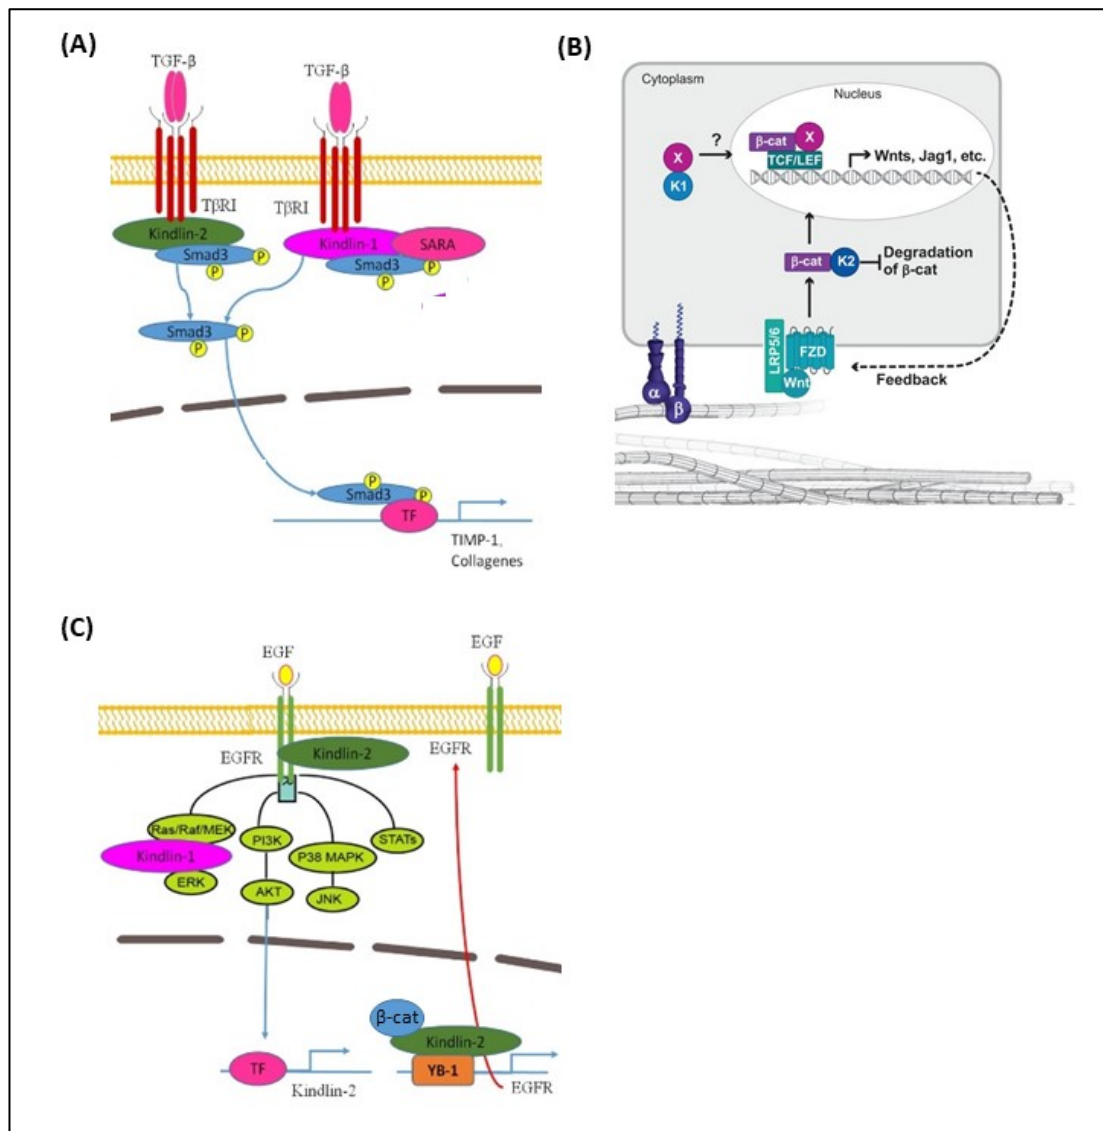 (A)
TGF-β
TGF-β
TβRI
TβRI
Kindlin-2
Smad3
P
P
Kindlin-1
SARA
Smad3
P
P
Smad3
P
P
Smad3
P
P
TF
TIMP-1,
Collagenes
(B)
Cytoplasm
Nucleus
X
K1
?
β-cat
X
TCF/LEF
Wnts, Jag1, etc.
β-cat
K2
Degradation
of β-cat
LRP5/6
FZD
Wnt
Feedback
α
β
(C)
EGF
EGF
EGFR
Kindlin-2
EGFR
Ras/Raf/MEK
Kindlin-1
ERK
PI3K
AKT
P38 MAPK
JNK
STATs
TF
Kindlin-2
β-cat
Kindlin-2
YB-1
EGFR